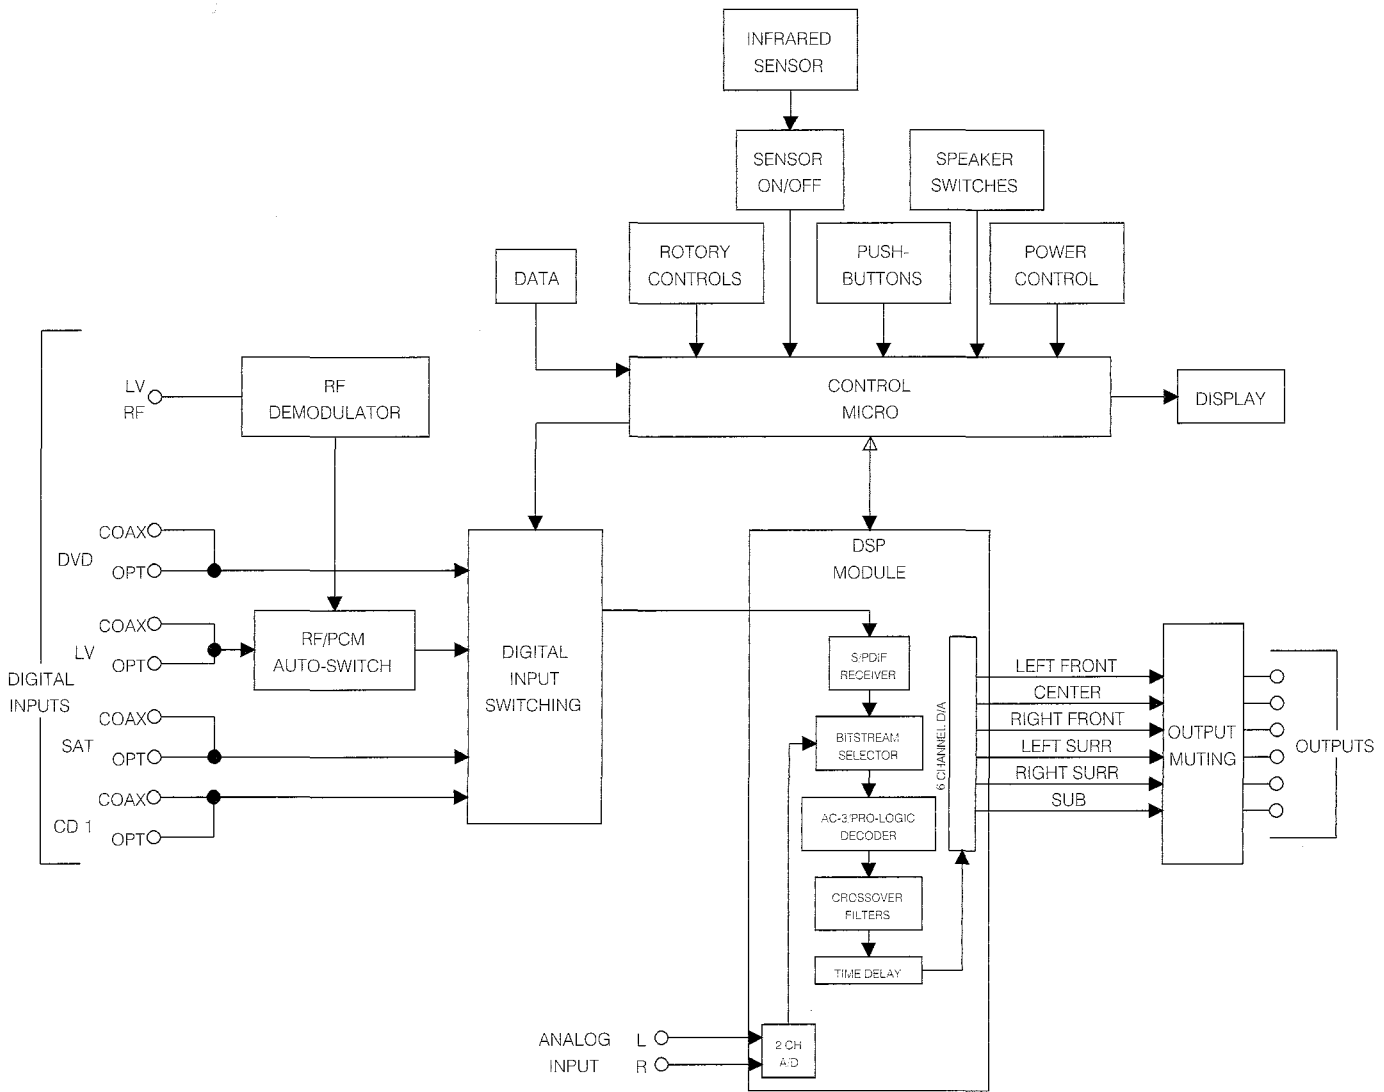 INFRARED
SENSOR
SENSOR
ON/OFF
SPEAKER
SWITCHES
ROTORY
CONTROLS
PUSH-
BUTTONS
POWER
CONTROL
DATA
LV
RF
RF
DEMODULATOR
CONTROL
MICRO
DISPLAY
COAX
DVD
OPT
COAX
LV
OPT
RF/PCM
AUTO-SWITCH
DIGITAL
INPUTS
COAX
SAT
OPT
COAX
CD 1
OPT
DIGITAL
INPUT
SWITCHING
DSP
MODULE
S/PDIF
RECEIVER
BITSTREAM
SELECTOR
AC-3/PRO-LOGIC
DECODER
CROSSOVER
FILTERS
TIME DELAY
6 CHANNEL D/A
LEFT FRONT
CENTER
RIGHT FRONT
LEFT SURR
RIGHT SURR
SUB
OUTPUT
MUTING
OUTPUTS
ANALOG L
INPUT R
2 CH
A/D